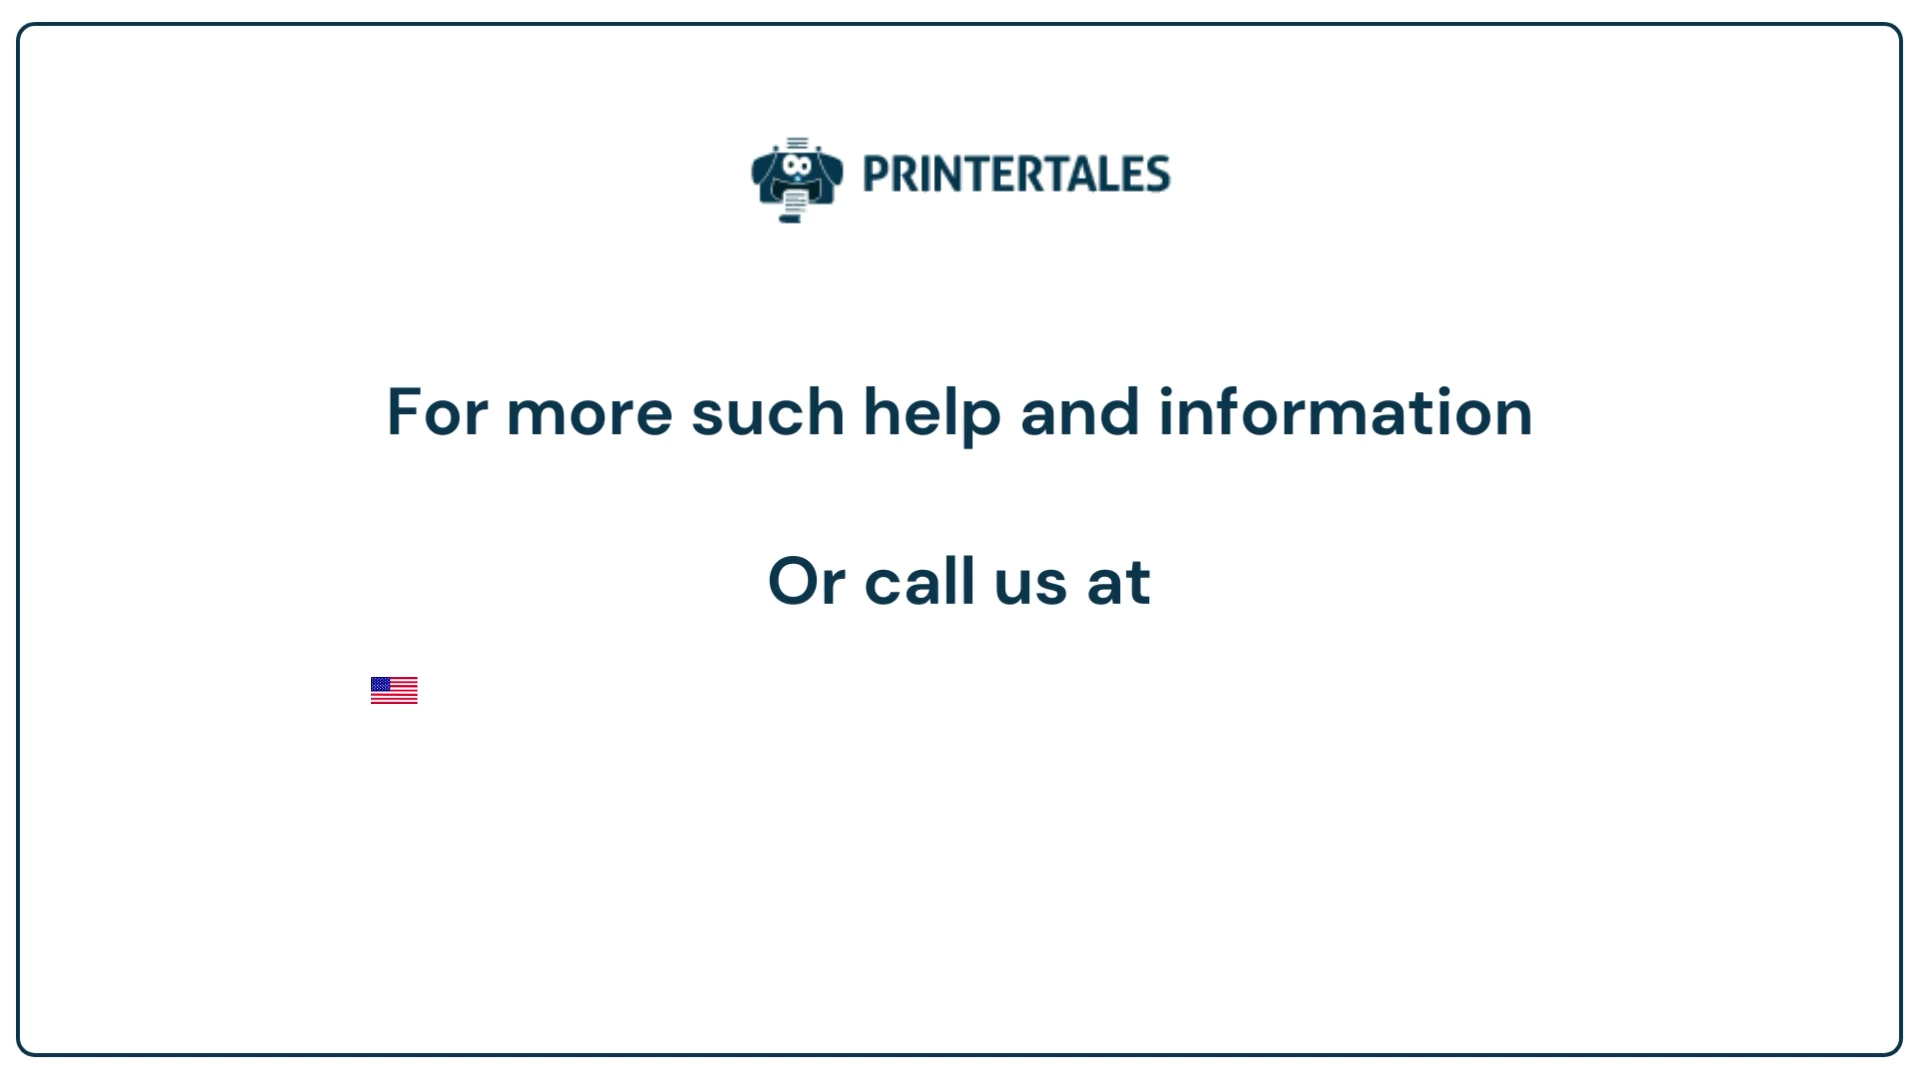 PRINTERTALES
For more such help and information
Or call us at